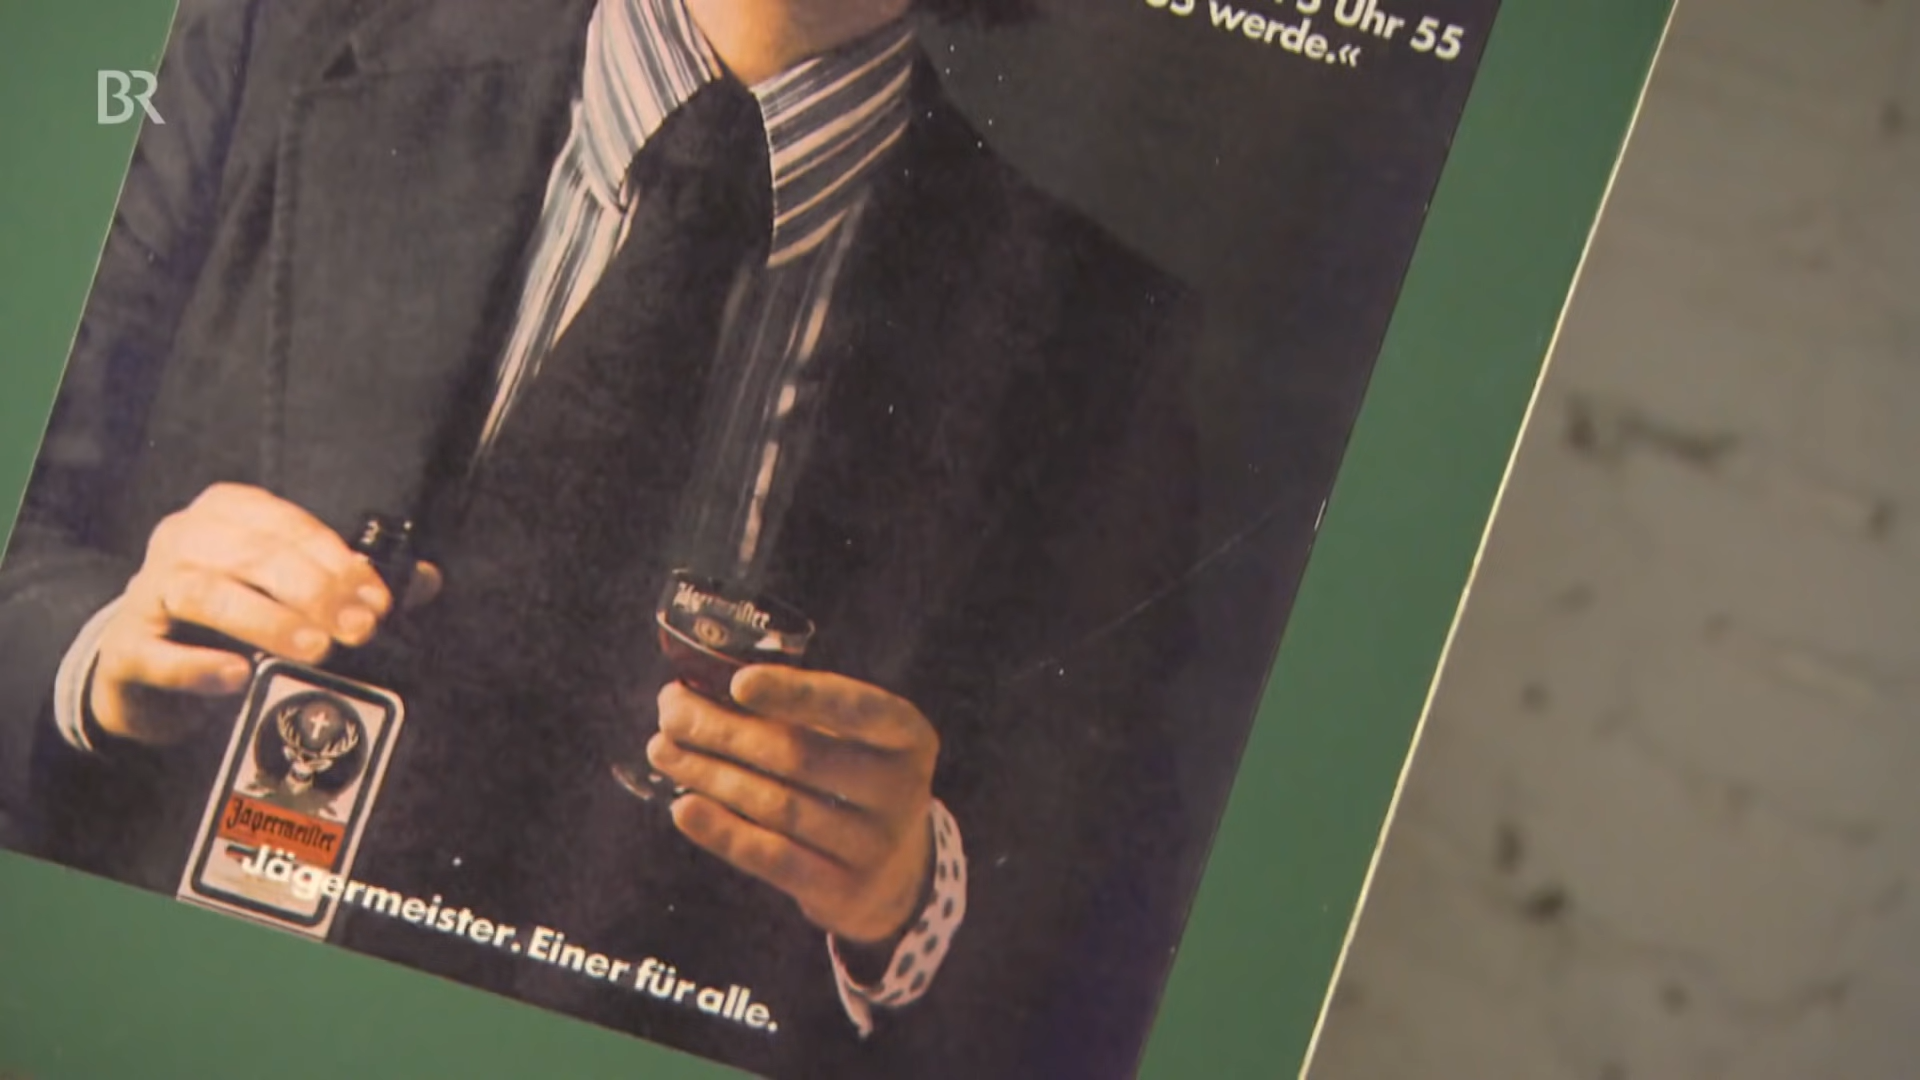 BR
Uhr 55
werde.«
Jägermeister
Jägermeister
Jägermeister. Einer für alle.